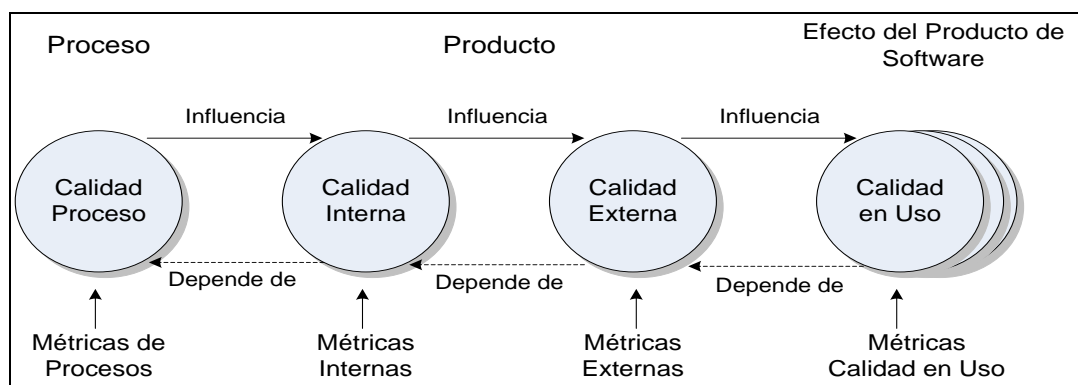 Proceso
Producto
Efecto del Producto de
Software
Influencia
Influencia
Influencia
Calidad
Proceso
Calidad
Interna
Calidad
Externa
Calidad
en Uso
Depende de
Depende de
Depende de
Métricas de
Procesos
Métricas
Internas
Métricas
Externas
Métricas
Calidad en Uso